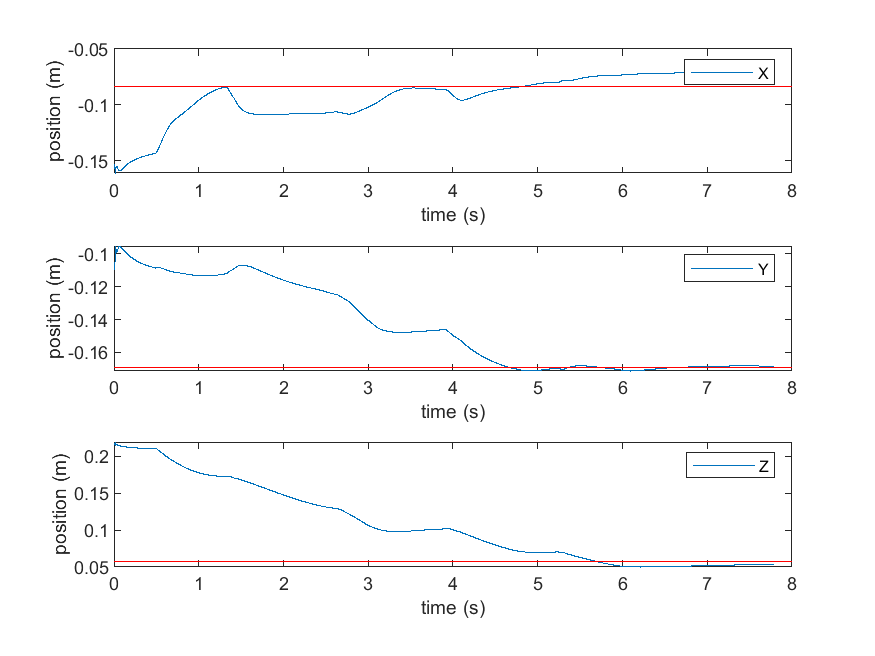 -0.05
-0.1
-0.15
position (m)
X
0 1 2 3 4 5 6 7 8
time (s)
-0.1
-0.12
-0.14
-0.16
position (m)
Y
0 1 2 3 4 5 6 7 8
time (s)
0.2
0.15
0.1
0.05
position (m)
Z
0 1 2 3 4 5 6 7 8
time (s)